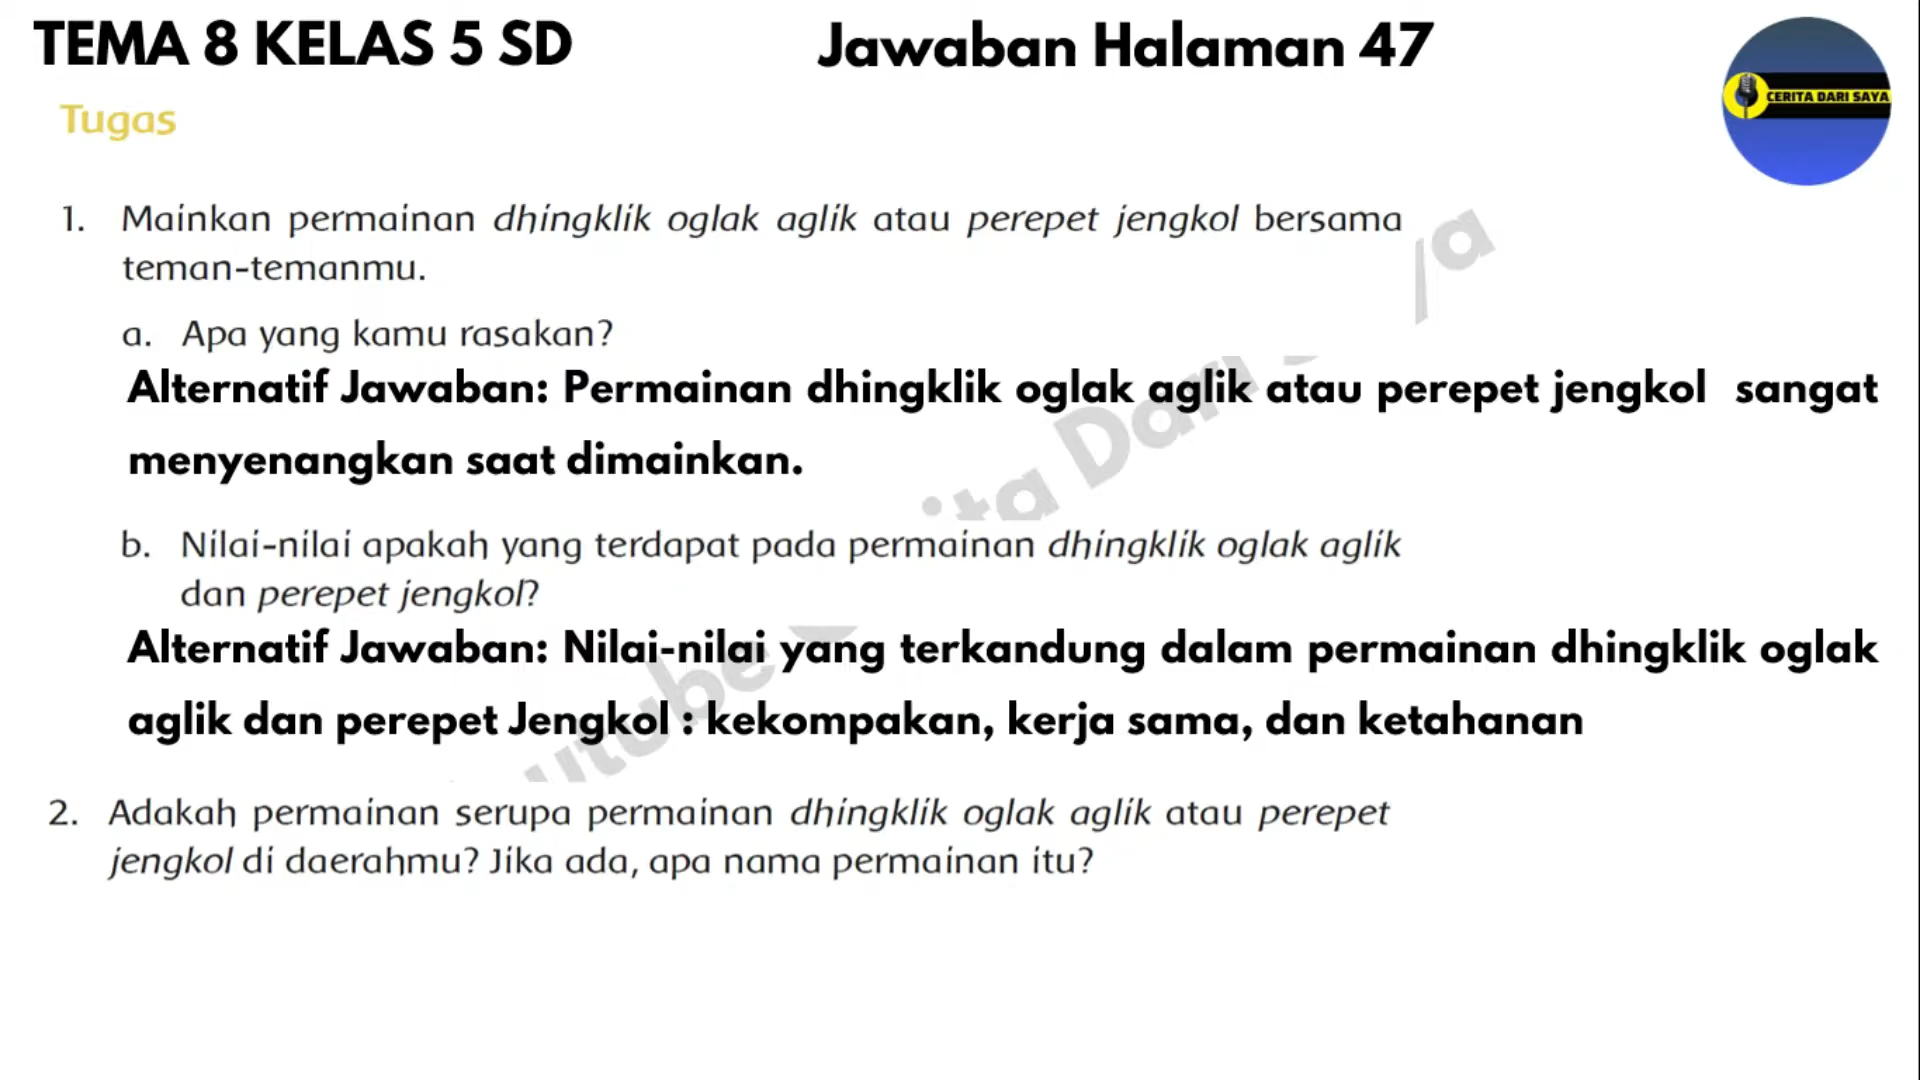 TEMA 8 KELAS 5 SD
Jawaban Halaman 47
CERITA DARI SAYA
Tugas
1. Mainkan permainan dhingklik oglak aglik atau perepet jengkol bersama
teman-temanmu.
a. Apa yang kamu rasakan?
Alternatif Jawaban: Permainan dhingklik oglak aglik atau perepet jengkol sangat
menyenangkan saat dimainkan.
b. Nilai-nilai apakah yang terdapat pada permainan dhingklik oglak aglik
dan perepet jengkol?
Alternatif Jawaban: Nilai-nilai yang terkandung dalam permainan dhingklik oglak
aglik dan perepet Jengkol : kekompakan, kerja sama, dan ketahanan
2. Adakah permainan serupa permainan dhingklik oglak aglik atau perepet
jengkol di daerahmu? Jika ada, apa nama permainan itu?